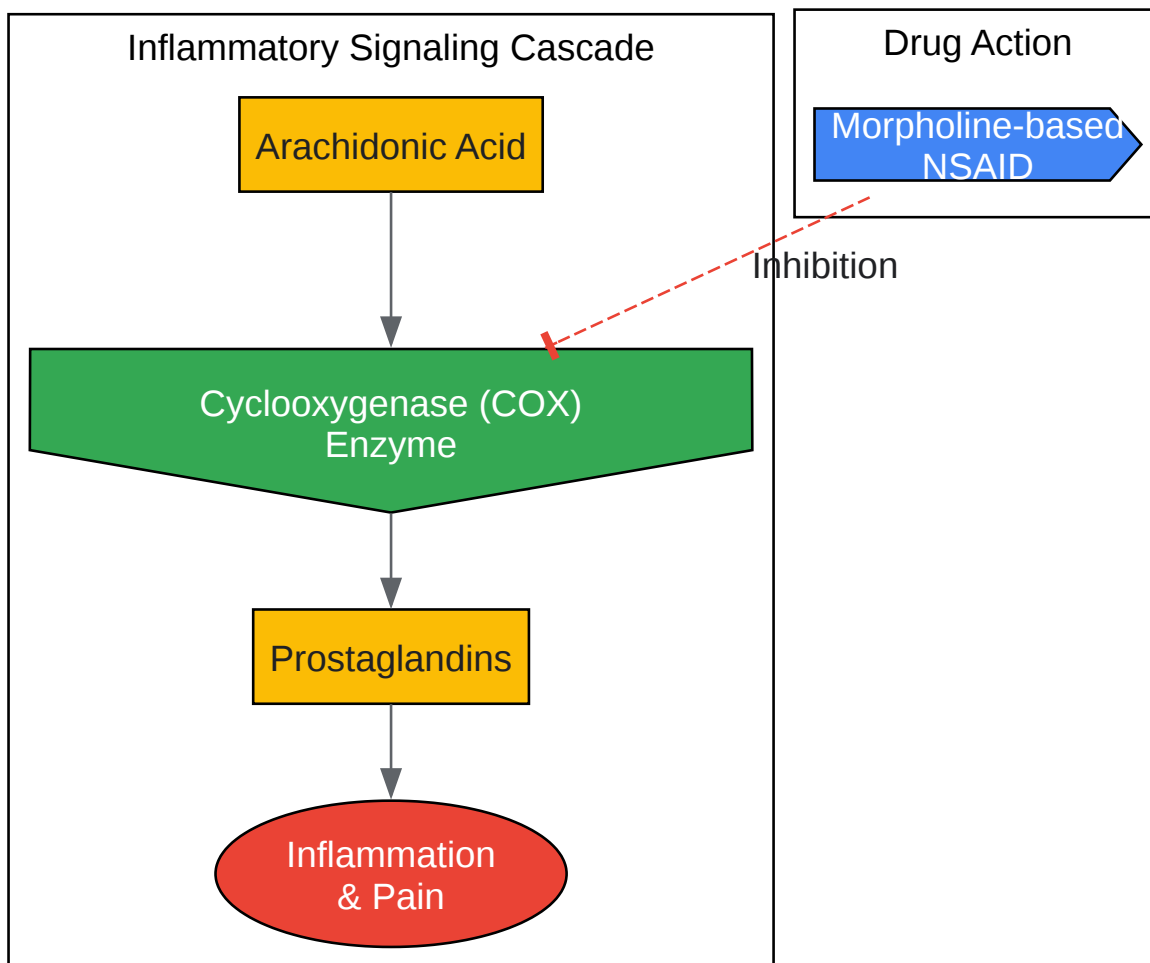 Inflammatory Signaling Cascade
Drug Action
Arachidonic Acid
Morpholine-based
NSAID
Inhibition
Cyclooxygenase (COX)
Enzyme
Prostaglandins
Inflammation
& Pain